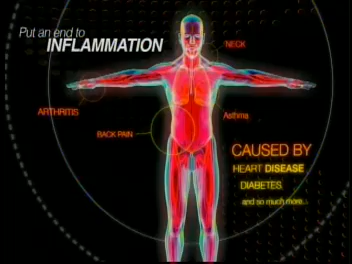 Put an end to
INFLAMMATION
NECK
ARTHRITIS
Asthma
BACK PAIN
CAUSED BY
HEART DISEASE
DIABETES
and so much more...